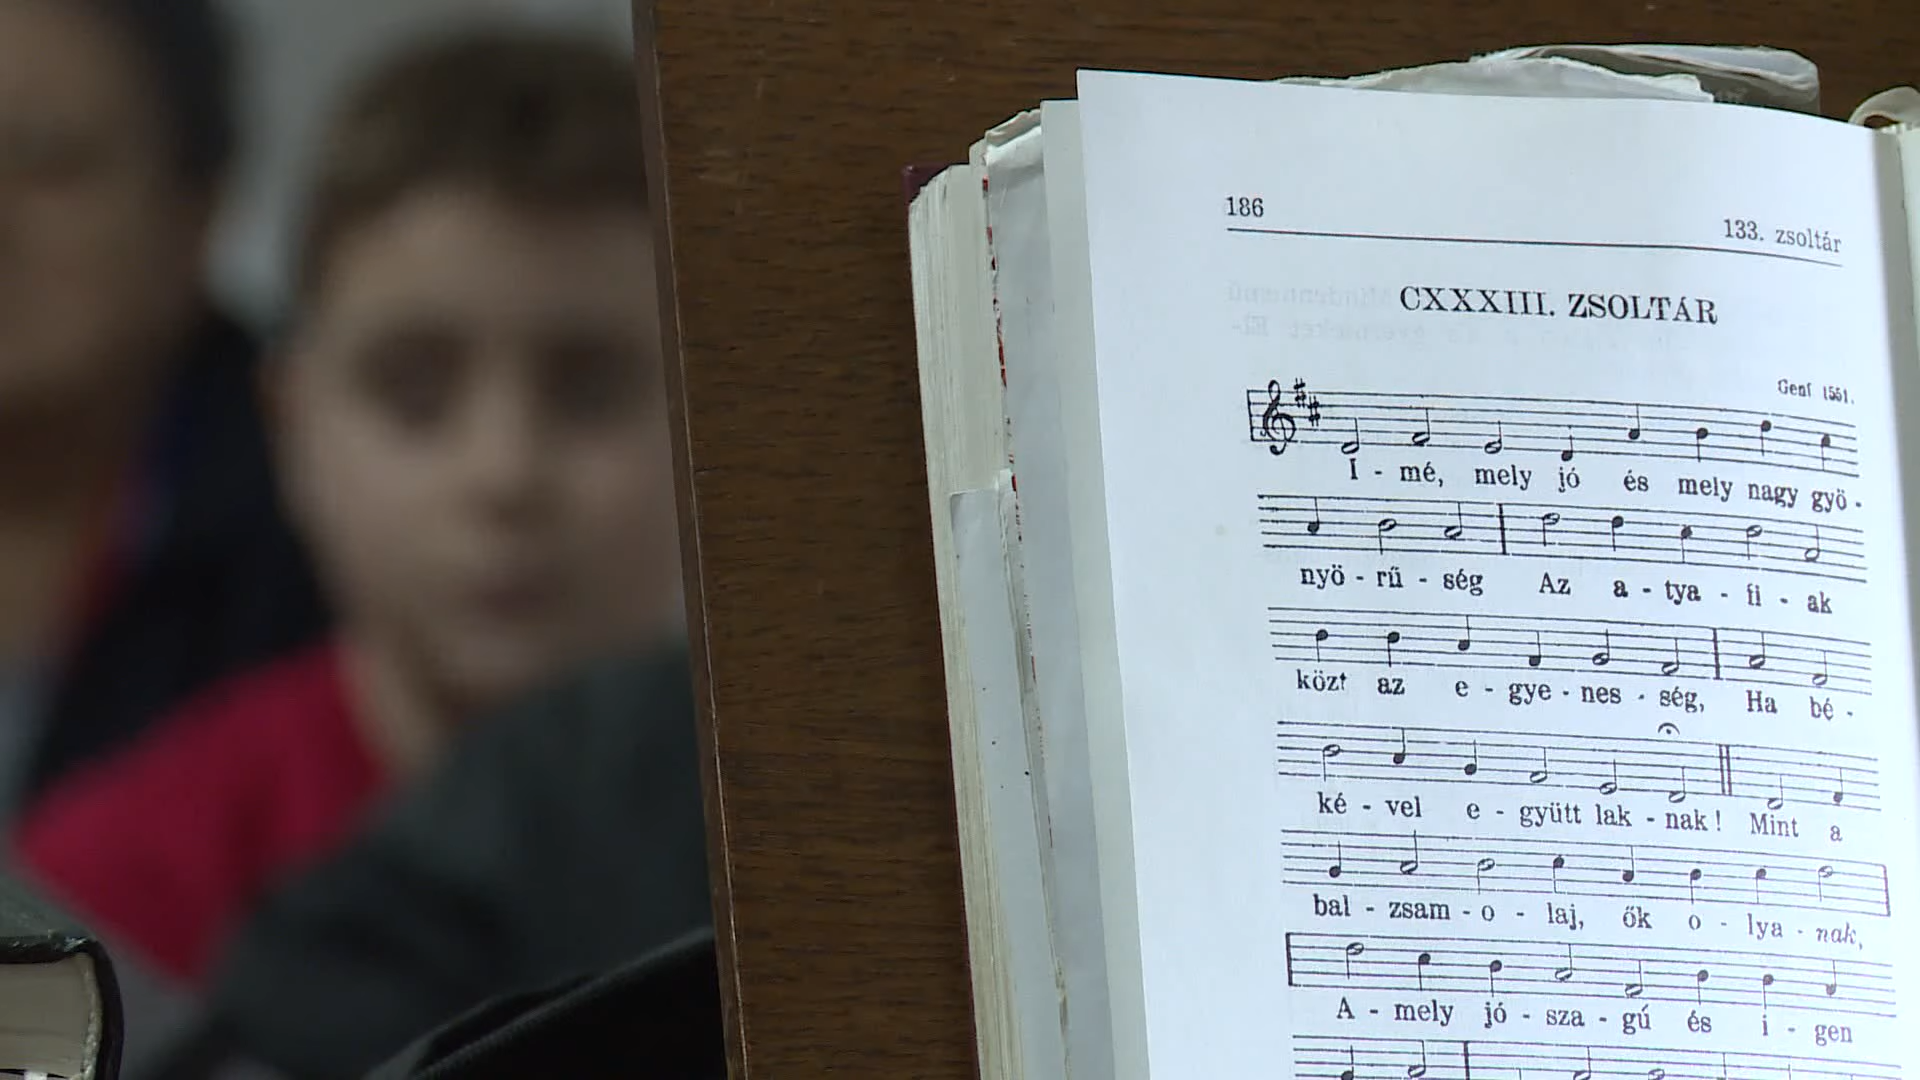 186
133. zsoltár
CXXXIII. ZSOLTÁR
Genf 1551.
I - mé, mely jó és mely nagy gyö -
nyö - rű - ség Az a - tya - fi - ak
közt az e - gye - nes - ség, Ha bé -
ké - vel e - gyütt lak - nak! Mint a
bal - zsam - o - laj, ők o - lya - nak,
A - mely jó - sza - gú és i - gen